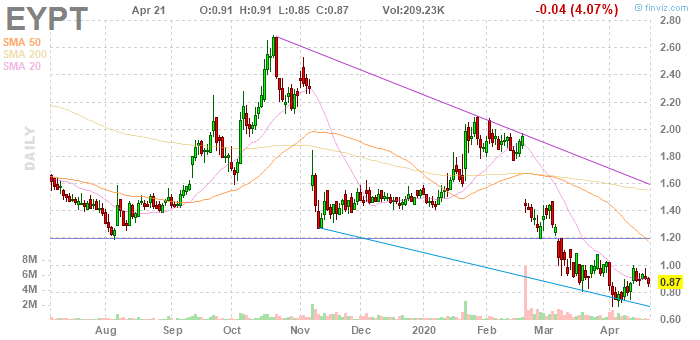 EYPT
Apr 21 O:0.91 H:0.91 L:0.85 C:0.87 Vol:209.23K -0.04 (4.07%)
© finviz.com
SMA 50
SMA 200
SMA 20
DAILY
2.80
2.60
2.40
2.20
2.00
1.80
1.60
1.40
1.20
1.00
0.87
0.80
0.60
8M
6M
4M
2M
Aug Sep Oct Nov Dec 2020 Feb Mar Apr